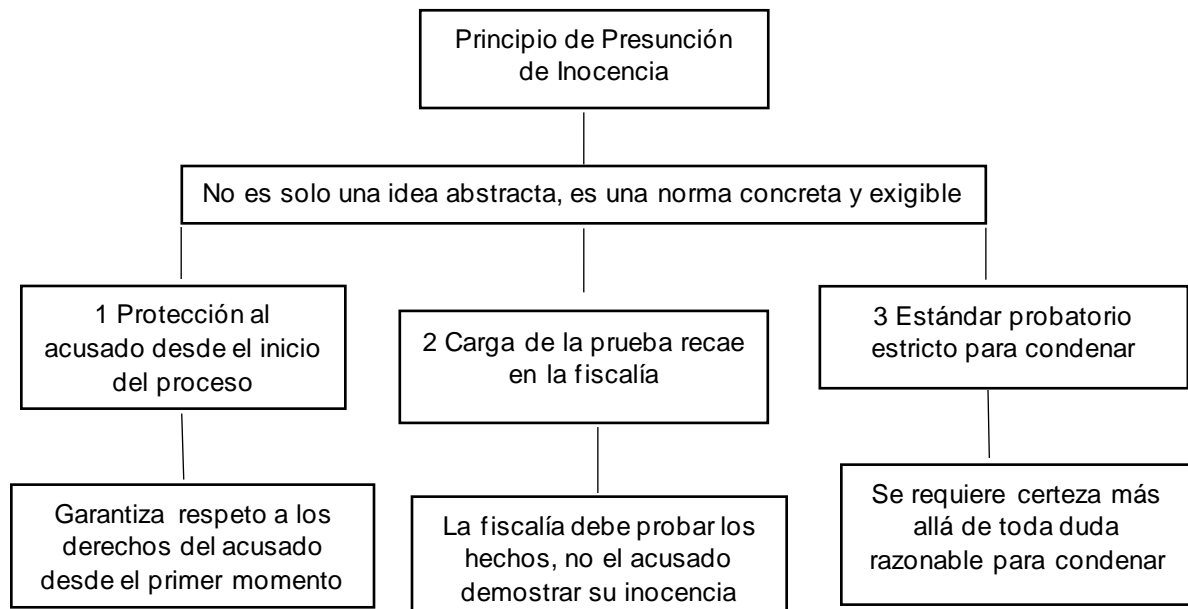 Principio de Presunción
de Inocencia
No es solo una idea abstracta, es una norma concreta y exigible
1 Protección al
acusado desde el inicio
del proceso
2 Carga de la prueba recae
en la fiscalía
3 Estándar probatorio
estricto para condenar
Garantiza respeto a los
derechos del acusado
desde el primer momento
La fiscalía debe probar los
hechos, no el acusado
demostrar su inocencia
Se requiere certeza más
allá de toda duda
razonable para condenar